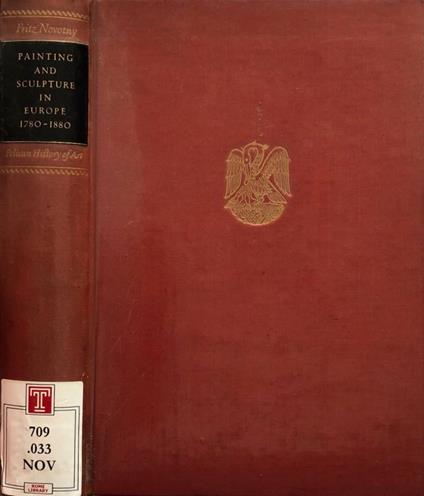 Fritz Novotny
PAINTING
AND
SCULPTURE
IN
EUROPE
1780-1880
Pelican History of Art
T
709
.033
NOV
ROME
LIBRARY